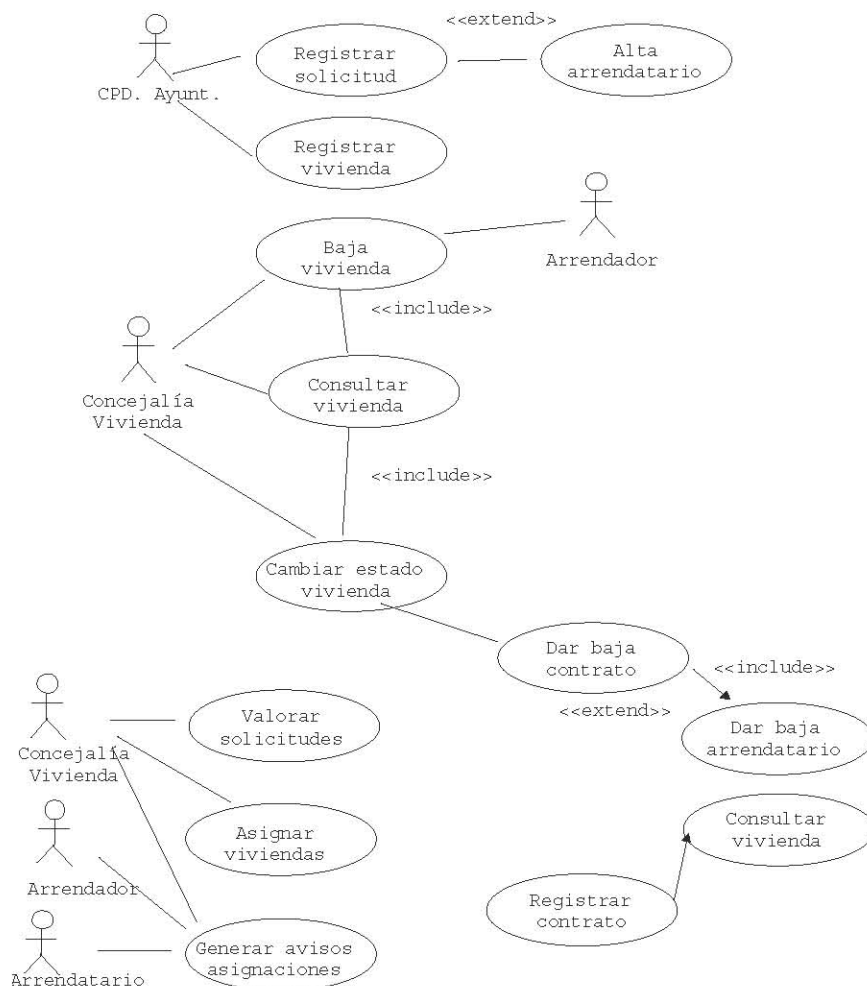 <<extend>>
Registrar
solicitud
Alta
arrendatario
CPD. Ayunt.
Registrar
vivienda
Baja
vivienda
Arrendador
<<include>>
Concejalía
Vivienda
Consultar
vivienda
<<include>>
Cambiar estado
vivienda
Dar baja
contrato
<<include>>
<<extend>>
Dar baja
arrendatario
Valorar
solicitudes
Concejalía
Vivienda
Asignar
viviendas
Consultar
vivienda
Arrendador
Registrar
contrato
Generar avisos
asignaciones
Arrendatario